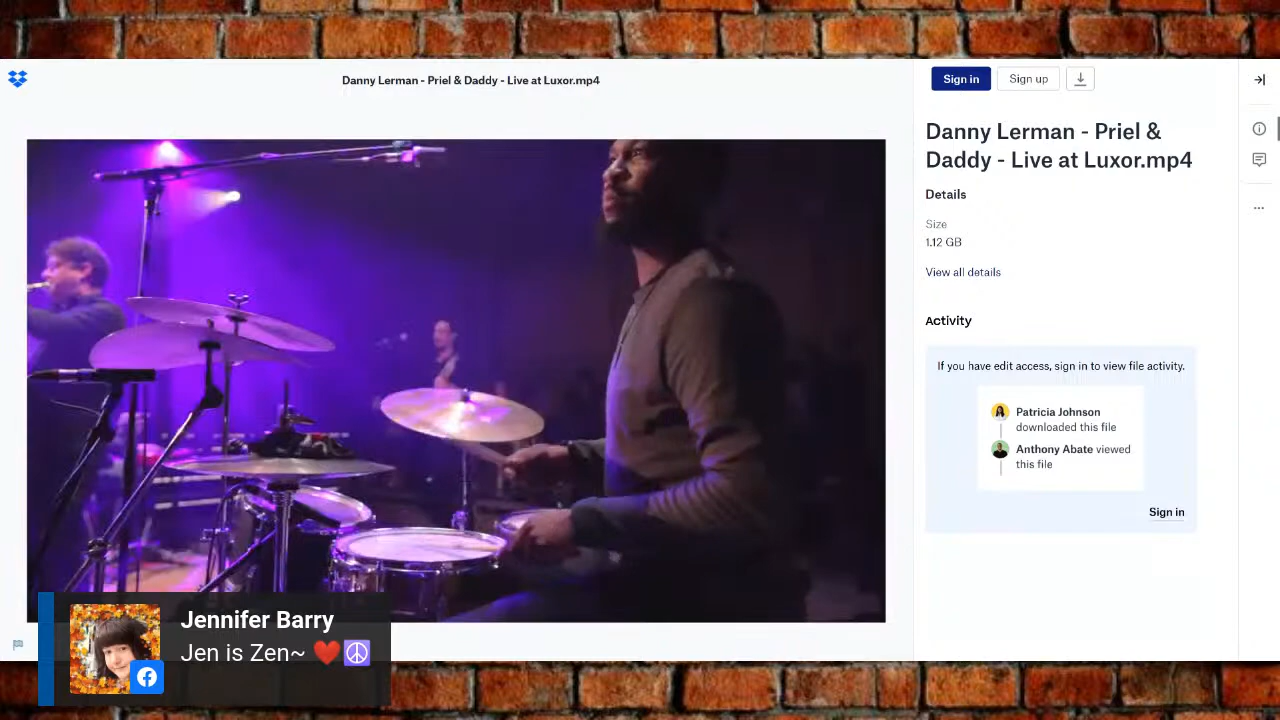 Danny Lerman - Priel & Daddy - Live at Luxor.mp4
Sign in
Sign up
Danny Lerman - Priel &
Daddy - Live at Luxor.mp4
Details
Size
1.12 GB
View all details
Activity
If you have edit access, sign in to view file activity.
Patricia Johnson
downloaded this file
Anthony Abate viewed
this file
Sign in
Jennifer Barry
Jen is Zen~ ❤️☮️